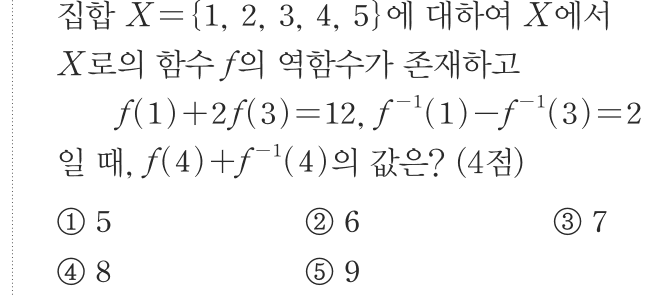 집합 X={1, 2, 3, 4, 5}에 대하여 X에서
X로의 함수 f의 역함수가 존재하고
f(1)+2f(3)=12, f⁻¹(1)-f⁻¹(3)=2
일 때, f(4)+f⁻¹(4)의 값은? (4점)
① 5 ② 6 ③ 7
④ 8 ⑤ 9